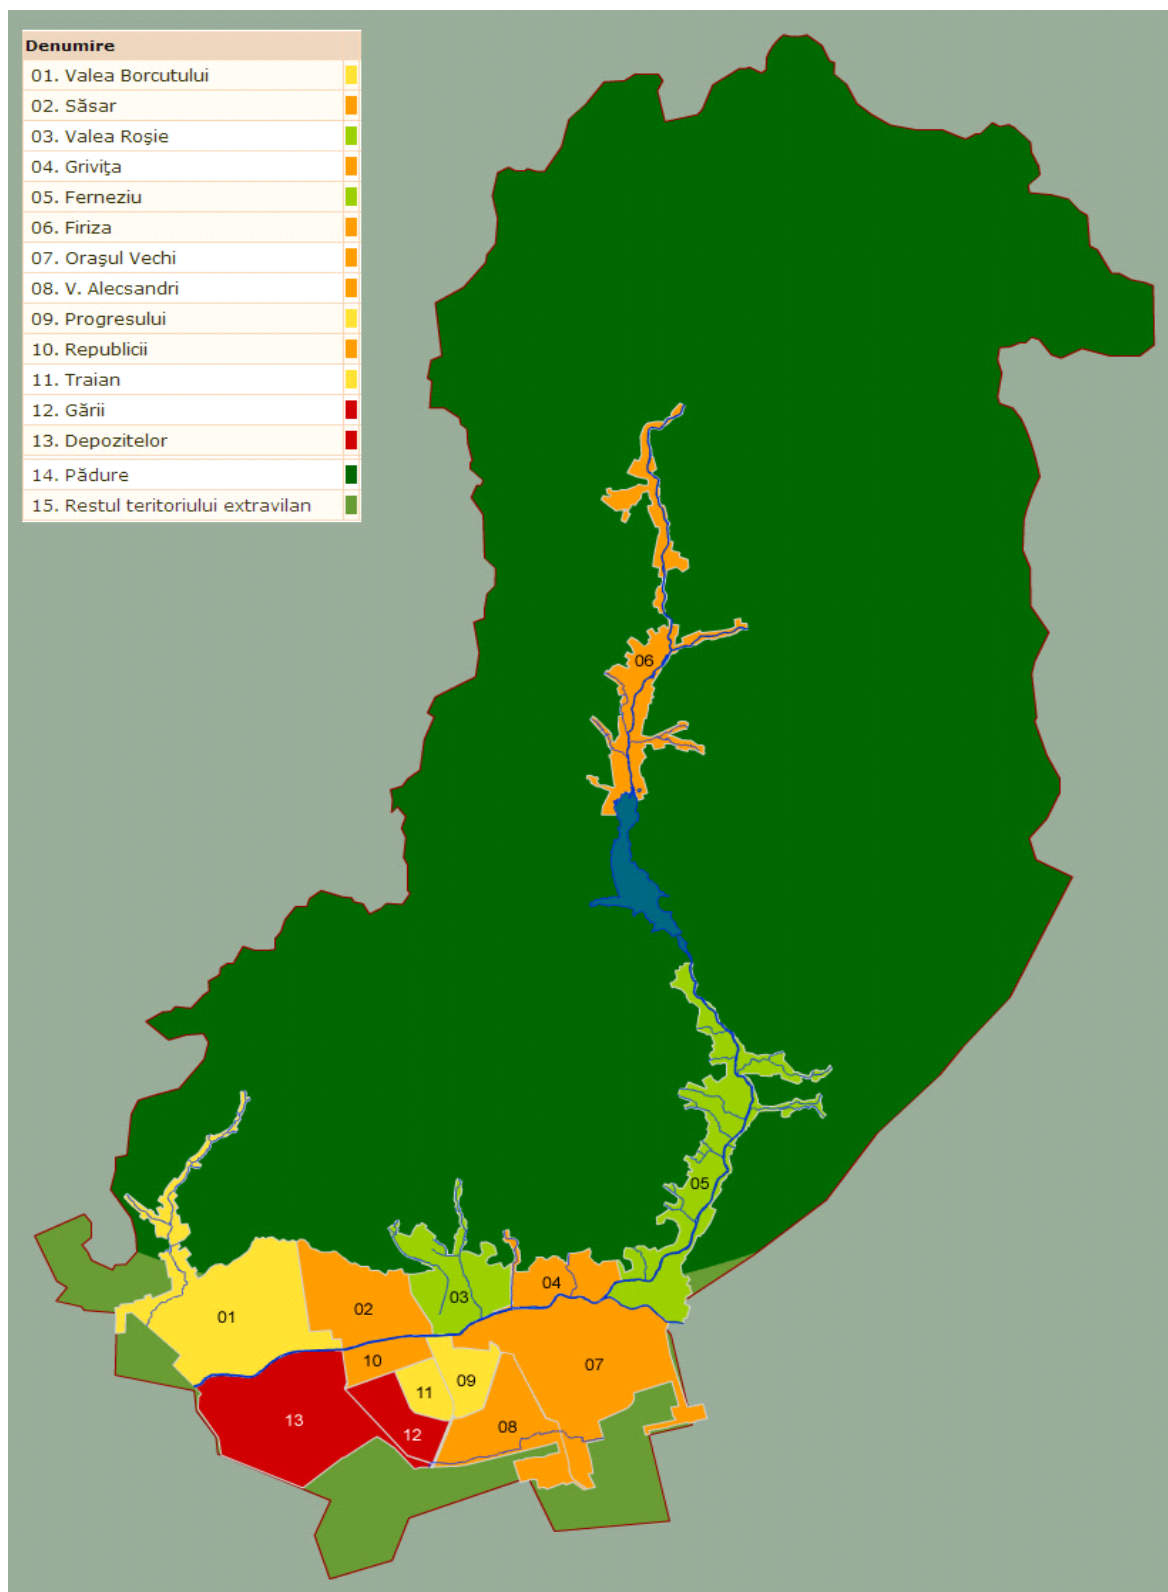 Denumire
01. Valea Borcutului
02. Săsar
03. Valea Roşie
04. Griviţa
05. Ferneziu
06. Firiza
07. Oraşul Vechi
08. V. Alecsandri
09. Progresului
10. Republicii
11. Traian
12. Gării
13. Depozitelor
14. Pădure
15. Restul teritoriului extravilan
06
05
04
03
02
01
07
10
09
11
13
08
12